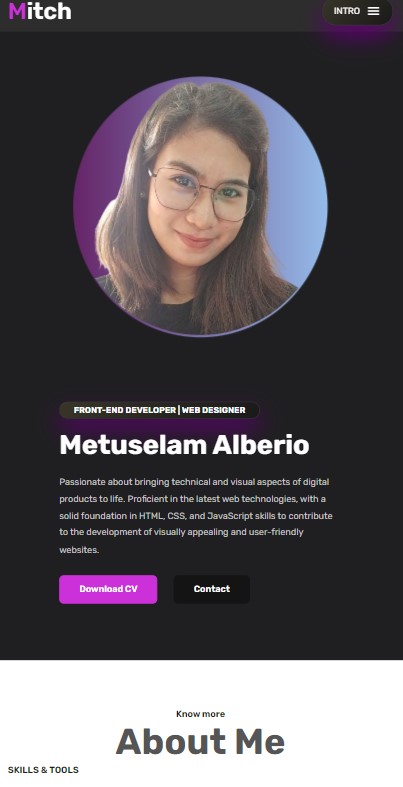 Mitch
INTRO
FRONT-END DEVELOPER | WEB DESIGNER
Metuselam Alberio
Passionate about bringing technical and visual aspects of digital
products to life. Proficient in the latest web technologies, with a
solid foundation in HTML, CSS, and JavaScript skills to contribute
to the development of visually appealing and user-friendly
websites.
Download CV
Contact
Know more
About Me
SKILLS & TOOLS